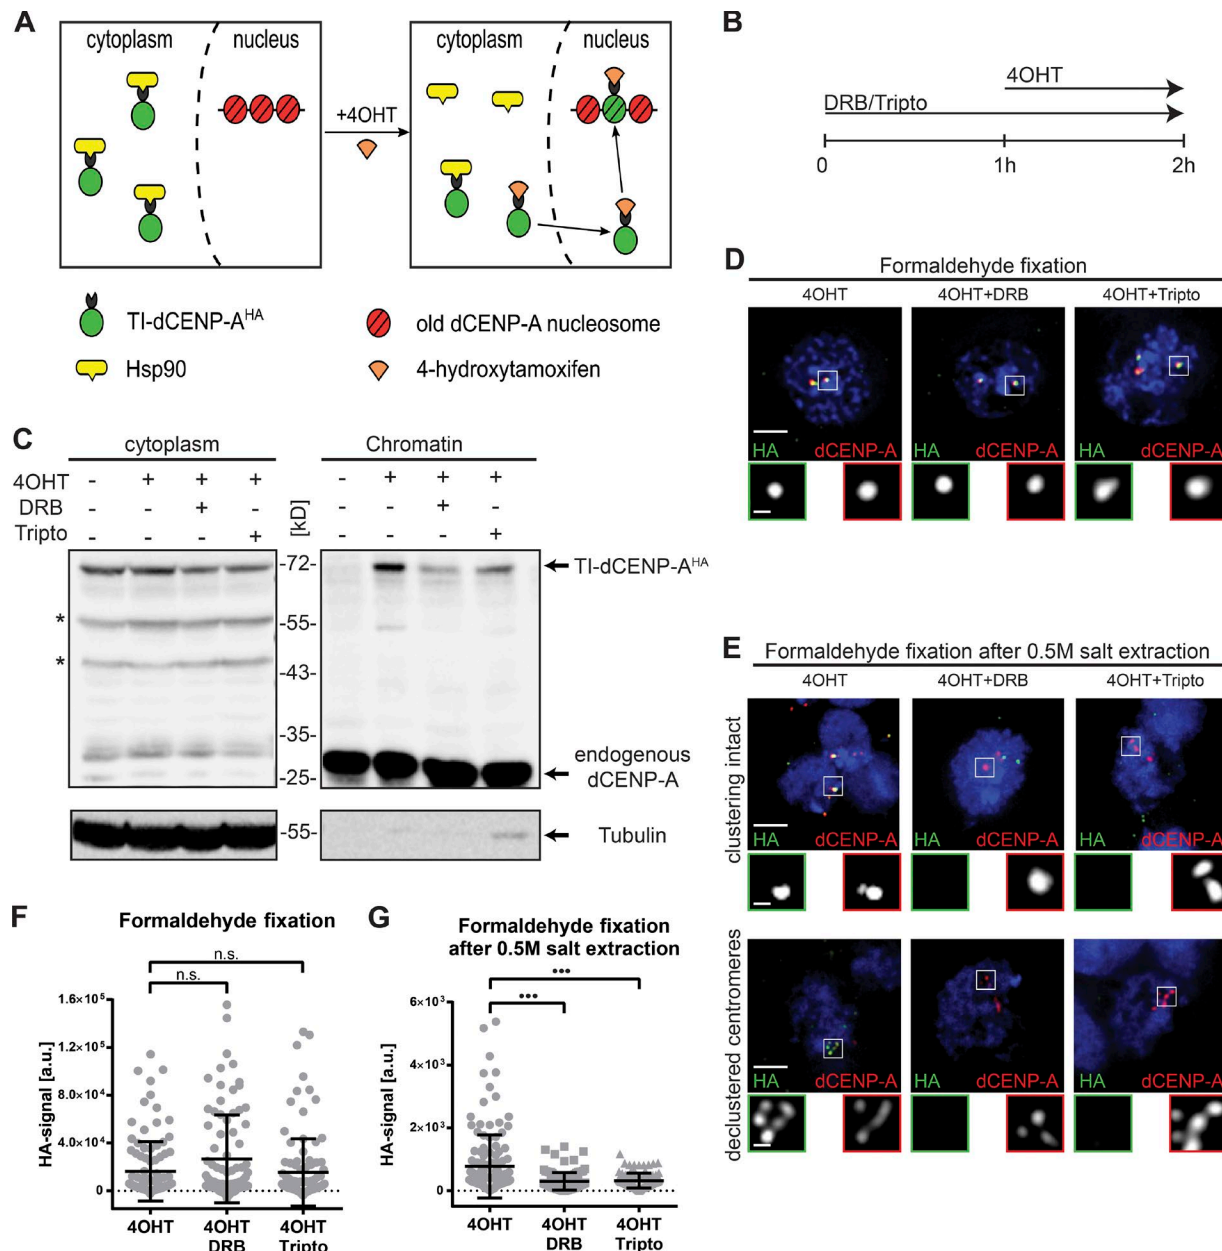 A
cytoplasm
nucleus
+4OHT
cytoplasm
nucleus
TI-dCENP-AHA
Hsp90
old dCENP-A nucleosome
4-hydroxytamoxifen
B
4OHT
DRB/Tripto
0
1h
2h
C
cytoplasm
Chromatin
4OHT - + + + - + + +
DRB - - + - - - + -
Tripto - - - + - - - +
[kD]
-72-
-55-
-43-
-35-
-25-
-55-
*
*
TI-dCENP-AHA
endogenous
dCENP-A
Tubulin
D
Formaldehyde fixation
4OHT
4OHT+DRB
4OHT+Tripto
HA dCENP-A
HA dCENP-A
HA dCENP-A
E
Formaldehyde fixation after 0.5M salt extraction
4OHT
4OHT+DRB
4OHT+Tripto
clustering intact
HA dCENP-A
HA dCENP-A
HA dCENP-A
declustered centromeres
HA dCENP-A
HA dCENP-A
HA dCENP-A
F
Formaldehyde fixation
n.s.
n.s.
HA-signal [a.u.]
1.6×10⁵
1.2×10⁵
8.0×10⁴
4.0×10⁴
0
4OHT
4OHT
DRB
4OHT
Tripto
G
Formaldehyde fixation
after 0.5M salt extraction
•••
•••
HA-signal [a.u.]
6×10³
4×10³
2×10³
0
4OHT
4OHT
DRB
4OHT
Tripto